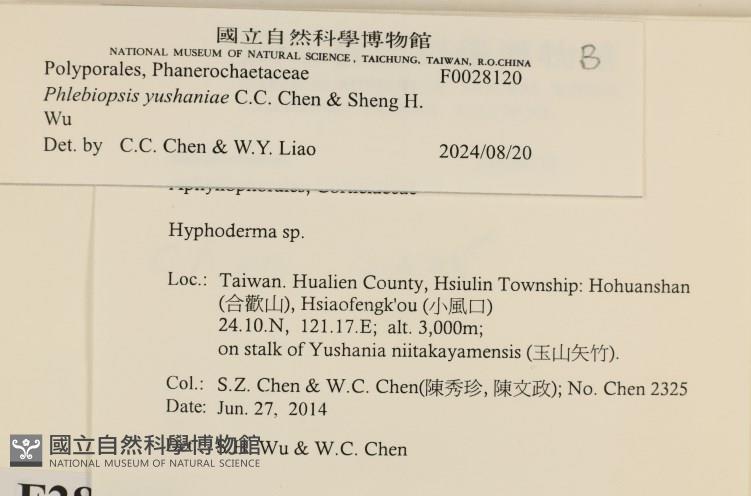 國立自然科學博物館
NATIONAL MUSEUM OF NATURAL SCIENCE, TAICHUNG, TAIWAN, R.O.CHINA
B
Polyporales, Phanerochaetaceae F0028120
Phlebiopsis yushaniae C.C. Chen & Sheng H.
Wu
Det. by C.C. Chen & W.Y. Liao 2024/08/20
Hyphoderma sp.
Loc.: Taiwan. Hualien County, Hsiulin Township: Hohuanshan
(合歡山), Hsiaofengk'ou (小風口)
24.10.N, 121.17.E; alt. 3,000m;
on stalk of Yushania niitakayamensis (玉山矢竹).
Col.: S.Z. Chen & W.C. Chen(陳秀珍, 陳文政); No. Chen 2325
Date: Jun. 27, 2014
Wu & W.C. Chen
國立自然科學博物館
NATIONAL MUSEUM OF NATURAL SCIENCE